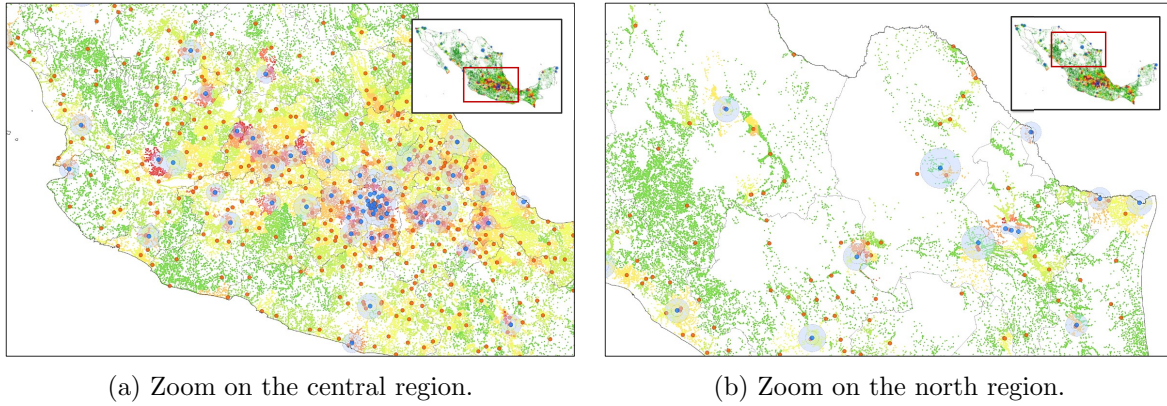 (a) Zoom on the central region.
(b) Zoom on the north region.